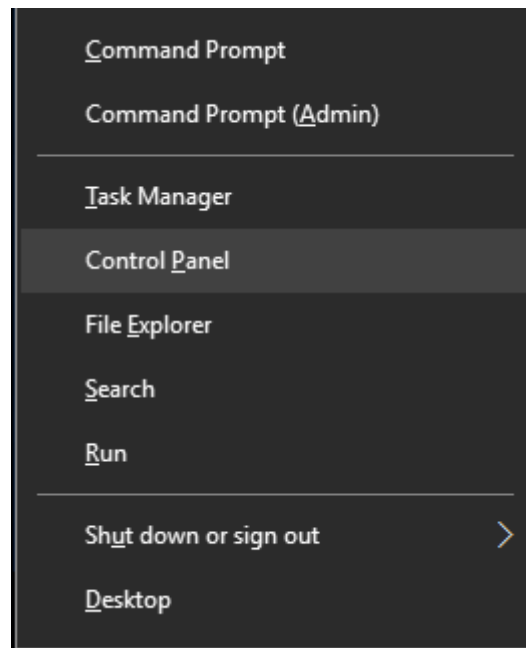 Command Prompt
Command Prompt (Admin)
Task Manager
Control Panel
File Explorer
Search
Run
Shut down or sign out
Desktop